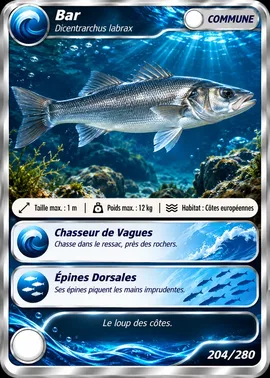 Bar
Dicentrarchus labrax
COMMUNE
Taille max. : 1 m | Poids max. : 12 kg | Habitat : Côtes européennes
Chasseur de Vagues
Chasse dans le ressac, près des rochers.
Épines Dorsales
Ses épines piquent les mains imprudentes.
Le loup des côtes.
204/280